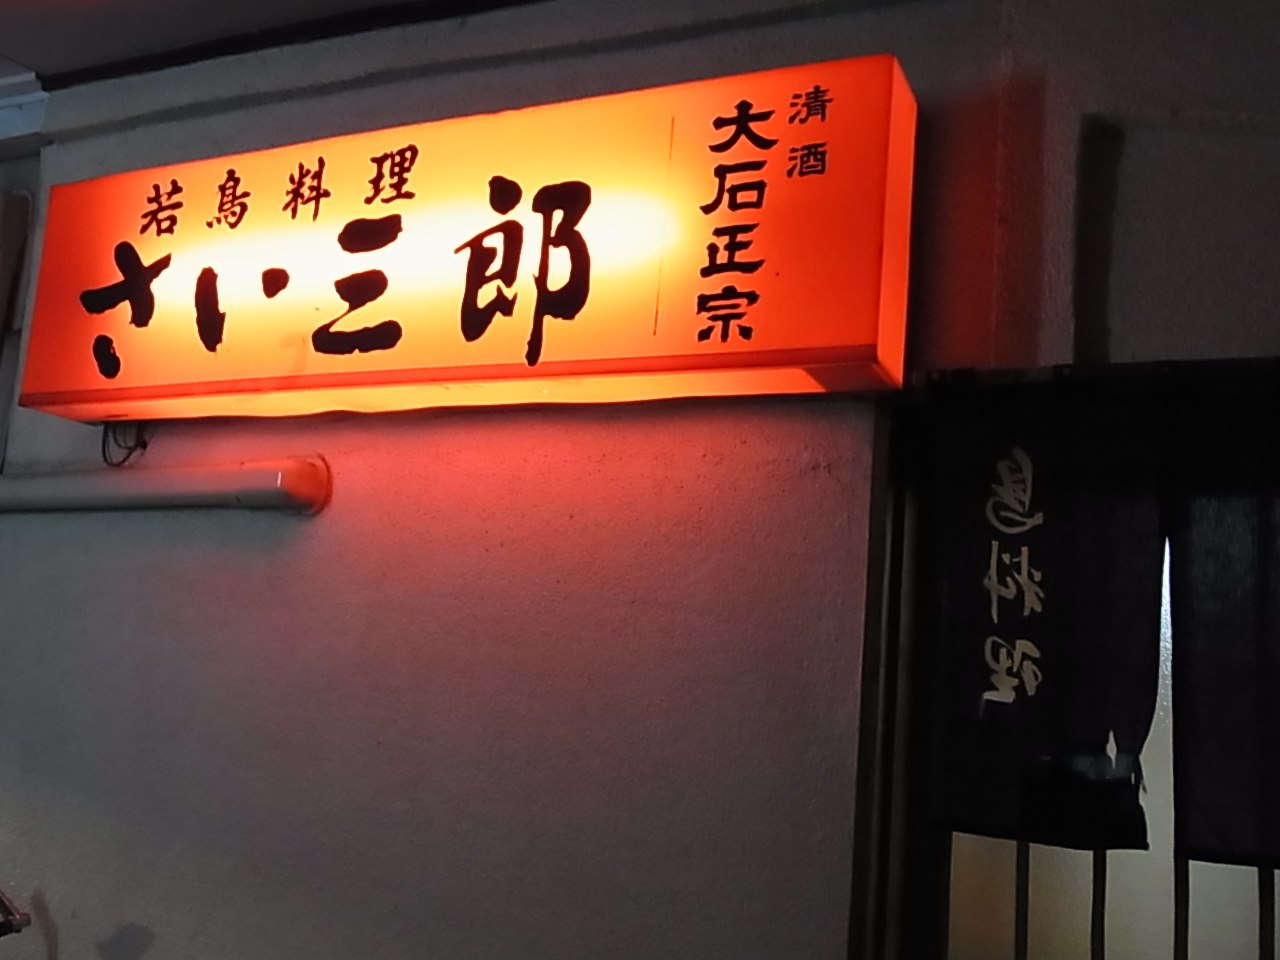 若鳥料理
さい三郎
清酒
大石正宗